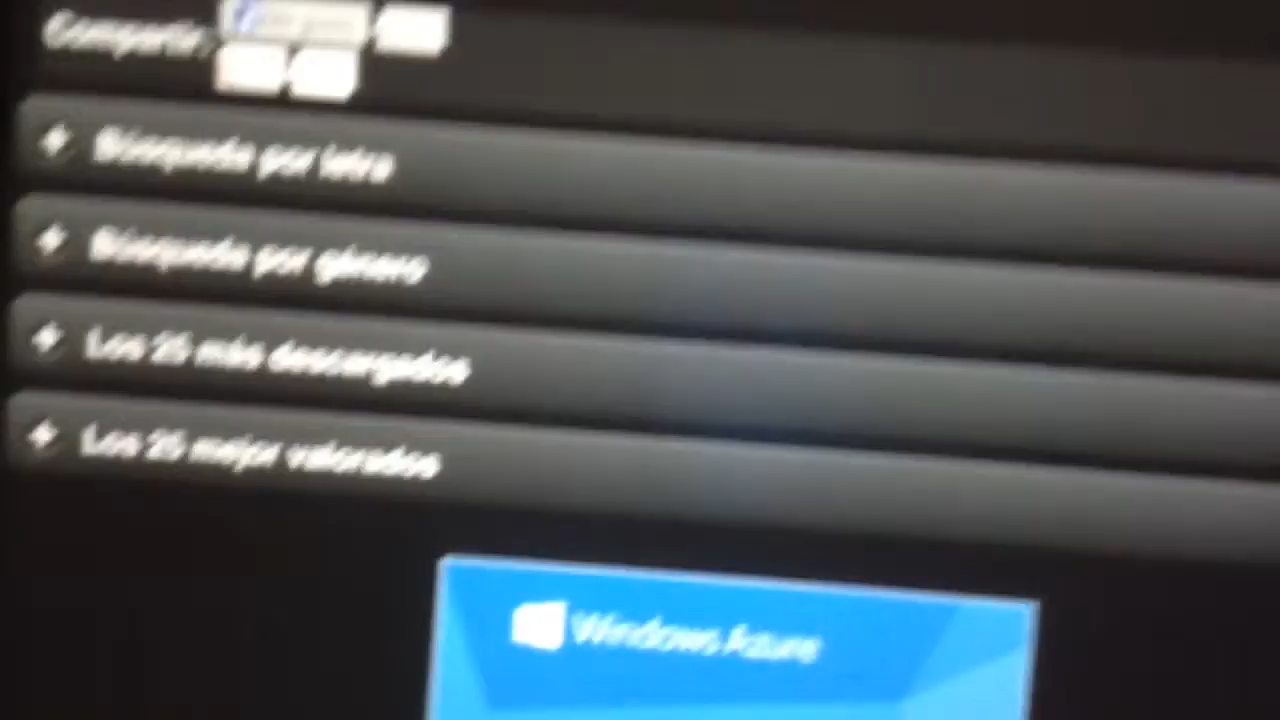 Compartir:
Búsqueda por letra
Búsqueda por género
Los 25 más descargados
Los 25 mejor valorados
Windows Azure